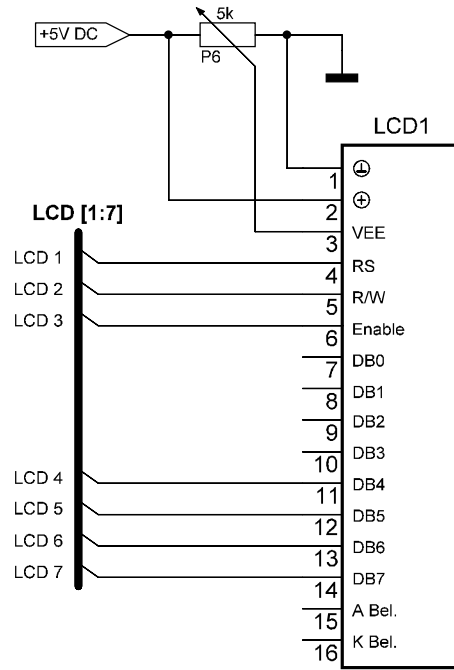 5k
+5V DC
P6
LCD1
1
2
LCD [1:7]
3 VEE
LCD 1
4 RS
LCD 2
5 R/W
LCD 3
6 Enable
7 DB0
8 DB1
9 DB2
10 DB3
LCD 4
11 DB4
LCD 5
12 DB5
LCD 6
13 DB6
LCD 7
14 DB7
15 A Bel.
16 K Bel.